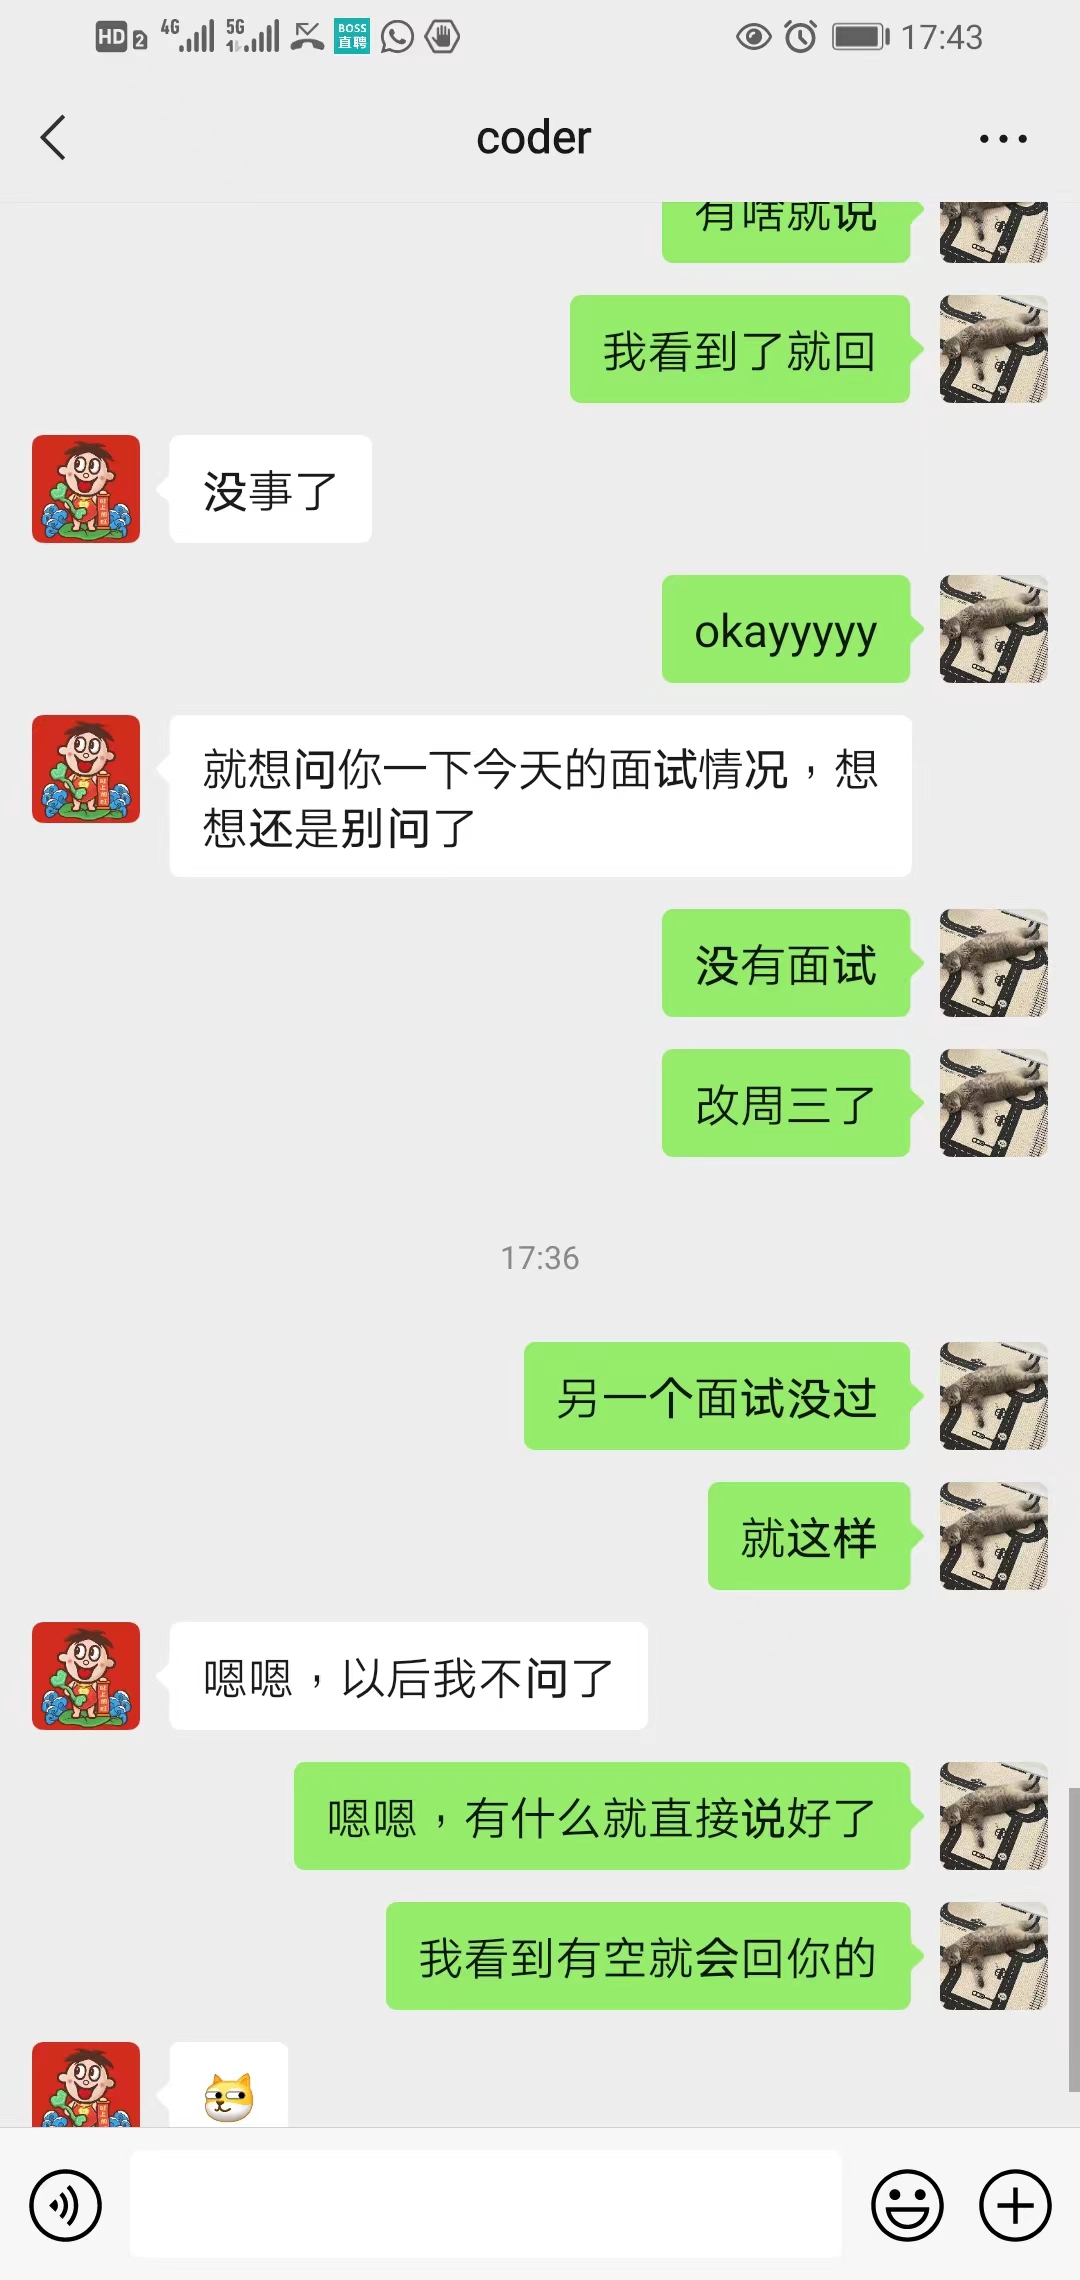 HD 2 4G 5G BOSS 直聘 17:43
coder
有啥就说
我看到了就回
没事了
okayyyyy
就想问你一下今天的面试情况，想
想还是别问了
没有面试
改周三了
17:36
另一个面试没过
就这样
嗯嗯，以后我不问了
嗯嗯，有什么就直接说好了
我看到有空就会回你的